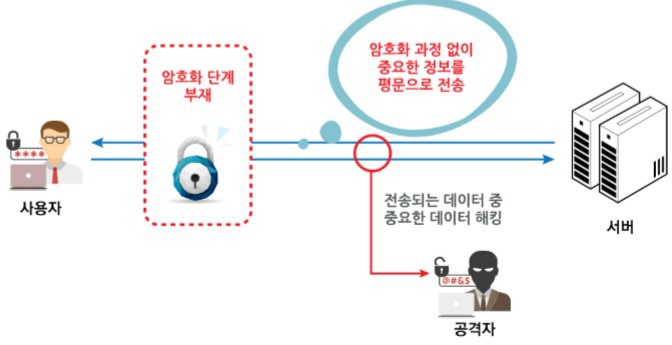 암호화 과정 없이
중요한 정보를
평문으로 전송
암호화 단계
부재
****
사용자
서버
전송되는 데이터 중
중요한 데이터 해킹
@#&$
공격자